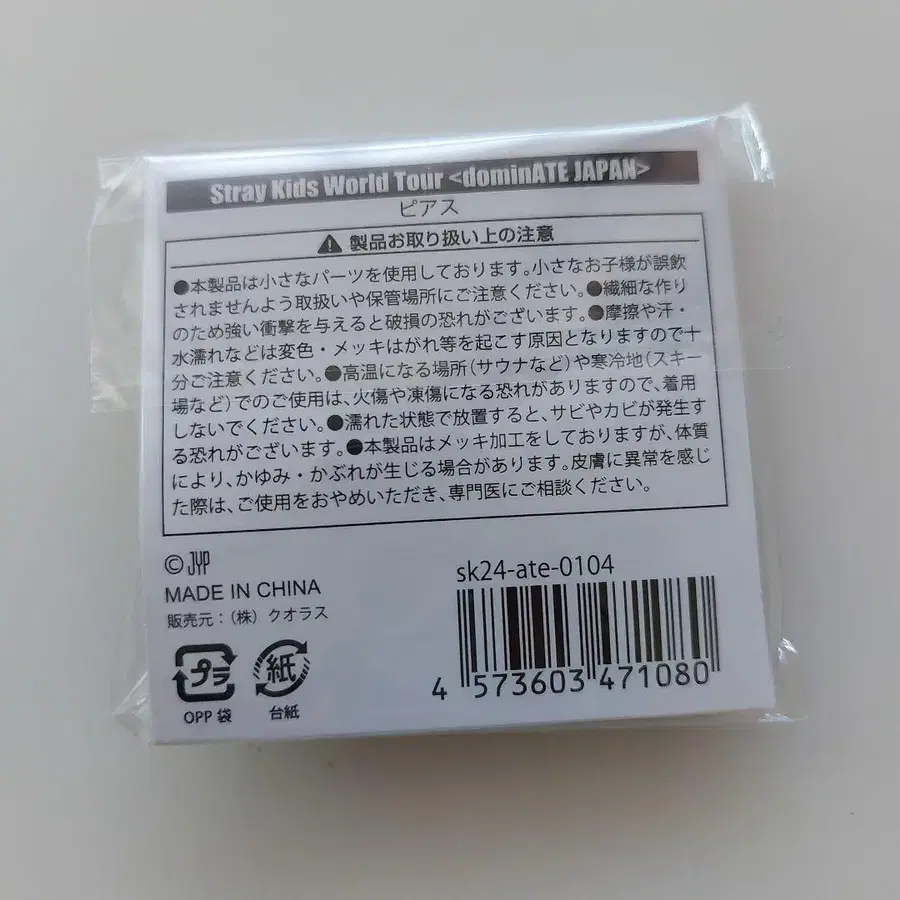 Stray Kids World Tour <dominATE JAPAN>
ピアス
製品お取り扱い上の注意
●本製品は小さなパーツを使用しております。小さなお子様が誤飲
されませんよう取扱いや保管場所にご注意ください。●繊細な作り
のため強い衝撃を与えると破損の恐れがございます。●摩擦や汗・
水濡れなどは変色・メッキはがれ等を起こす原因となりますので十
分ご注意ください。●高温になる場所(サウナなど)や寒冷地(スキー
場など)でのご使用は、火傷や凍傷になる恐れがありますので、着用
しないでください。●濡れた状態で放置すると、サビやカビが発生す
る恐れがございます。●本製品はメッキ加工をしておりますが、体質
により、かゆみ・かぶれが生じる場合があります。皮膚に異常を感じ
た際は、ご使用をおやめいただき、専門医にご相談ください。
© JYP
MADE IN CHINA
販売元:(株) クオラス
プラ
OPP 袋
紙
台紙
sk24-ate-0104
4 573603 471080